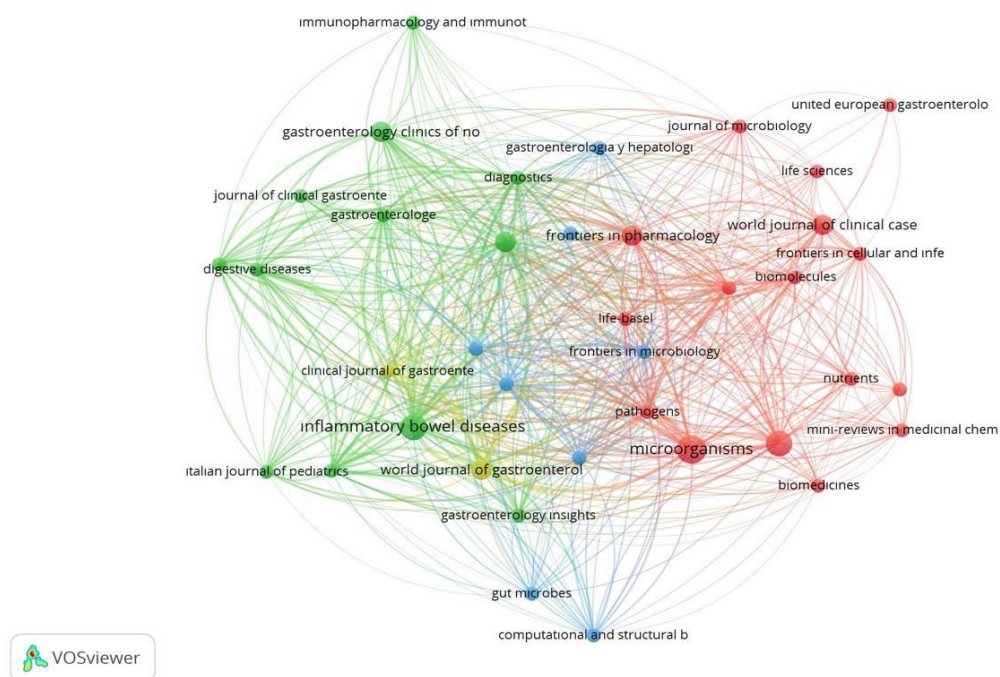 immunopharmacology and immunot
united european gastroenterolo
journal of microbiology
gastroenterology clinics of no
gastroenterologia y hepatologi
life sciences
diagnostics
journal of clinical gastroente
gastroenterologe
world journal of clinical case
frontiers in pharmacology
frontiers in cellular and infe
digestive diseases
biomolecules
life-basel
frontiers in microbiology
clinical journal of gastroente
nutrients
pathogens
inflammatory bowel diseases
mini-reviews in medicinal chem
microorganisms
italian journal of pediatrics
world journal of gastroenterol
biomedicines
gastroenterology insights
gut microbes
computational and structural b
VOSviewer